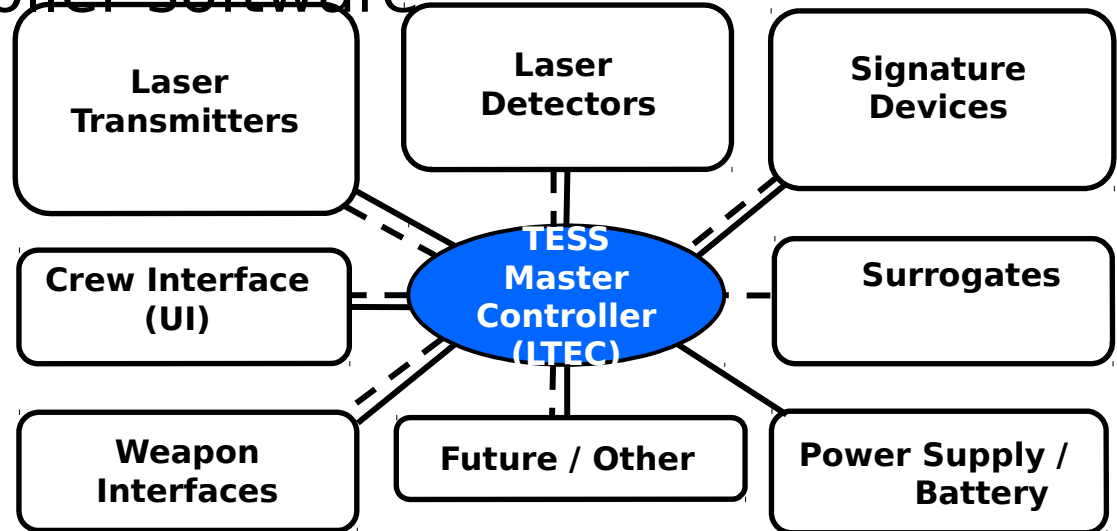 software
Laser
Transmitters
Laser
Detectors
Signature
Devices
TESS
Master
Controller
(LTEC)
Crew Interface
(UI)
Surrogates
Weapon
Interfaces
Future / Other
Power Supply /
Battery